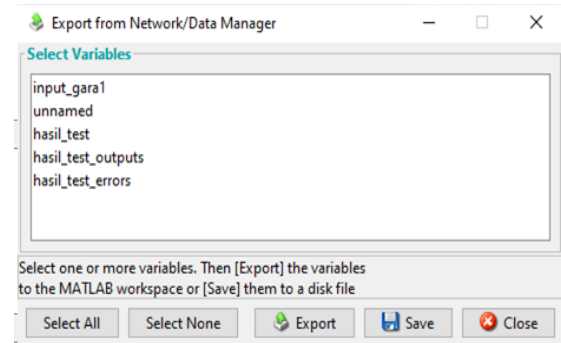 Export from Network/Data Manager
Select Variables
input_gara1
unnamed
hasil_test
hasil_test_outputs
hasil_test_errors
Select one or more variables. Then [Export] the variables
to the MATLAB workspace or [Save] them to a disk file
Select All Select None Export Save Close